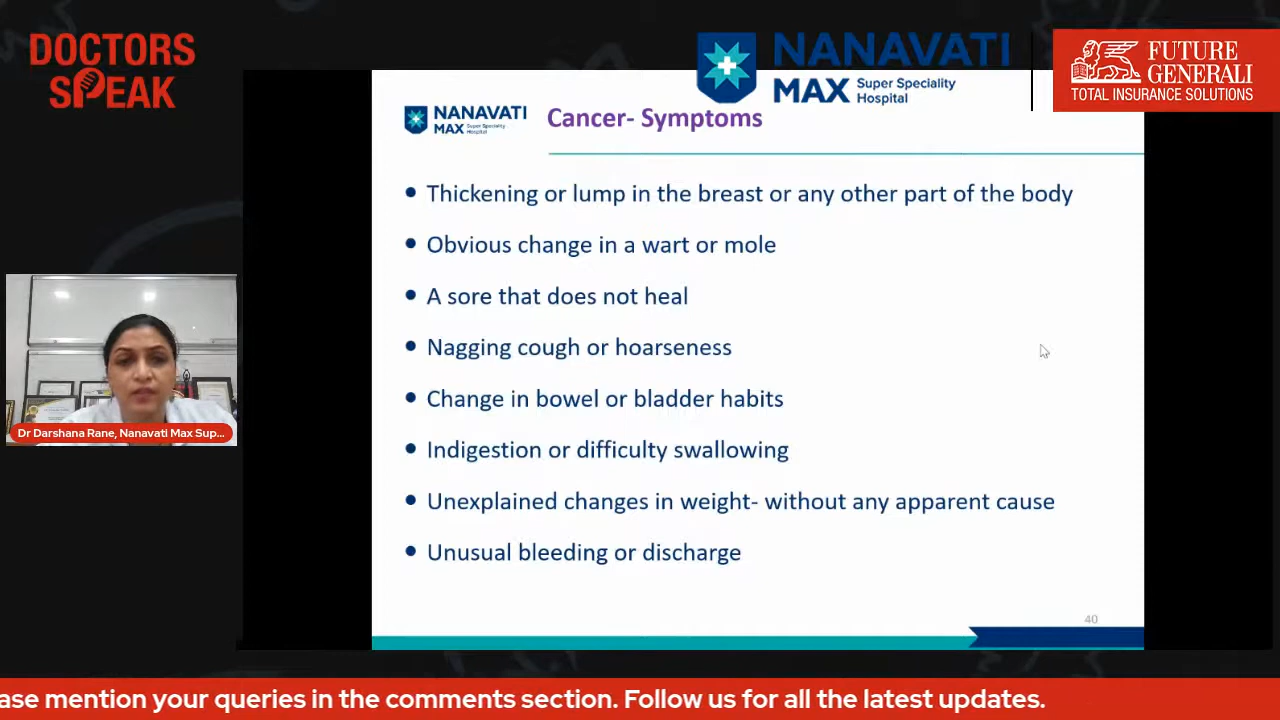 DOCTORS
SPEAK
NANAVATI
MAX Super Speciality
Hospital
FUTURE
GENERALI
TOTAL INSURANCE SOLUTIONS
NANAVATI
MAX Super Speciality
Hospital
Cancer- Symptoms
• Thickening or lump in the breast or any other part of the body
• Obvious change in a wart or mole
• A sore that does not heal
• Nagging cough or hoarseness
• Change in bowel or bladder habits
• Indigestion or difficulty swallowing
• Unexplained changes in weight- without any apparent cause
• Unusual bleeding or discharge
Dr Darshana Rane, Nanavati Max Sup...
40
ase mention your queries in the comments section. Follow us for all the latest updates.